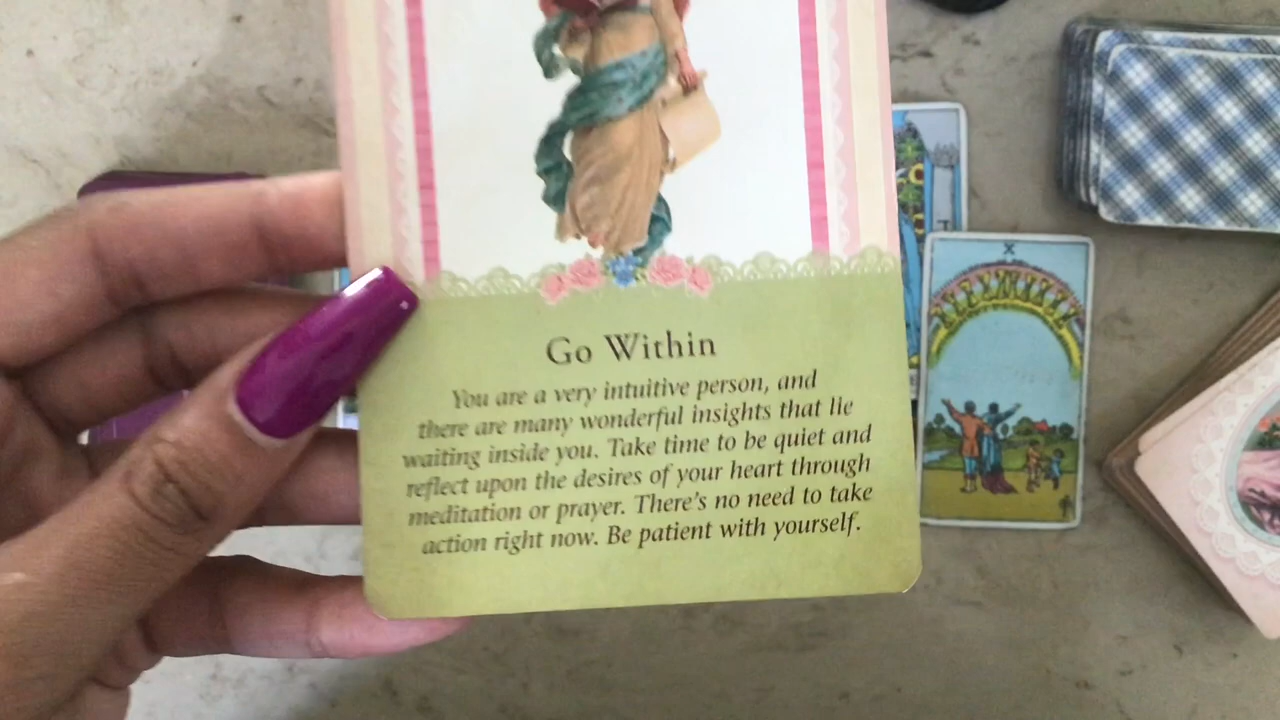 Go Within
You are a very intuitive person, and
there are many wonderful insights that lie
waiting inside you. Take time to be quiet and
reflect upon the desires of your heart through
meditation or prayer. There's no need to take
action right now. Be patient with yourself.
X